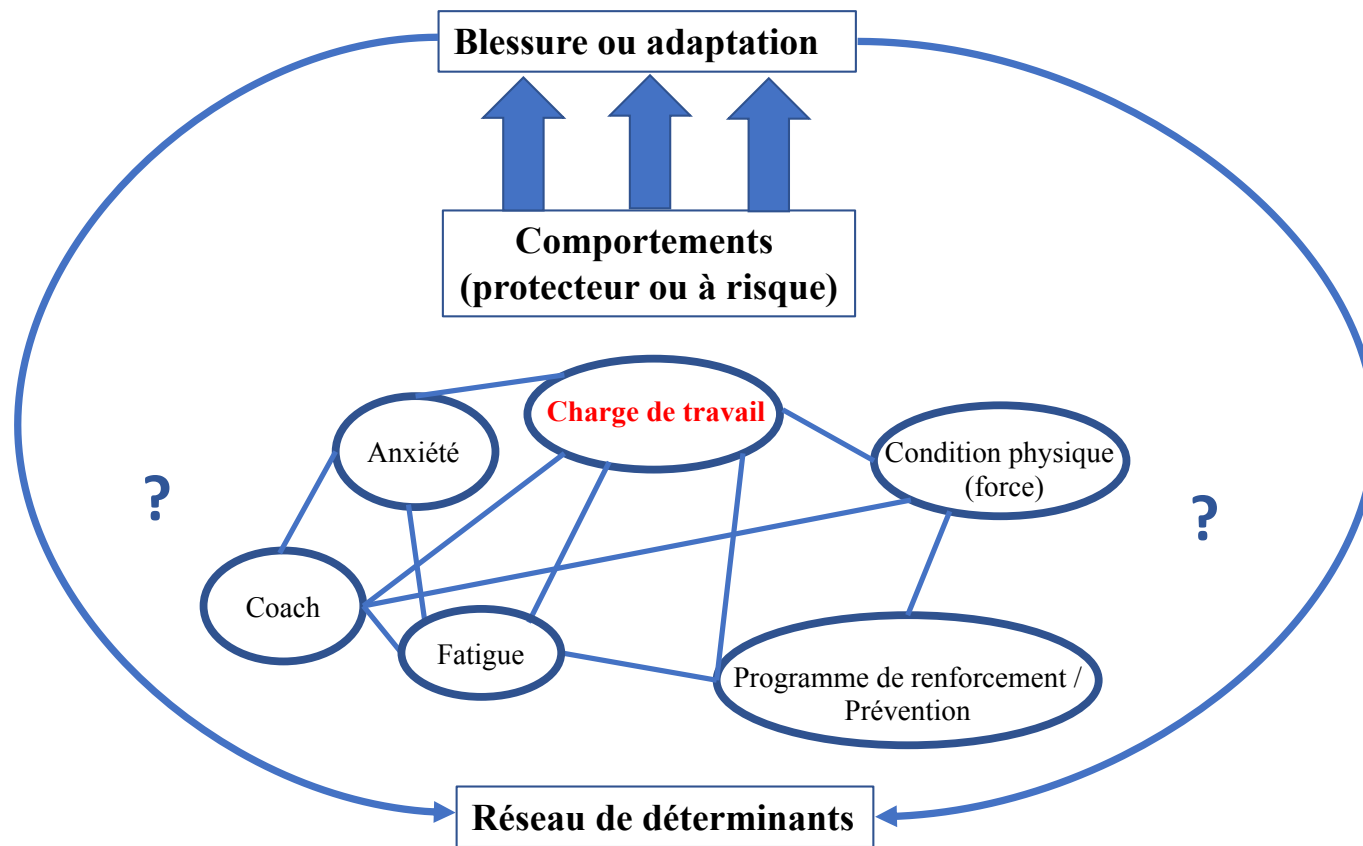 Blessure ou adaptation
Comportements
(protecteur ou à risque)
Charge de travail
Anxiété
Condition physique
(force)
?
?
Coach
Fatigue
Programme de renforcement /
Prévention
Réseau de déterminants